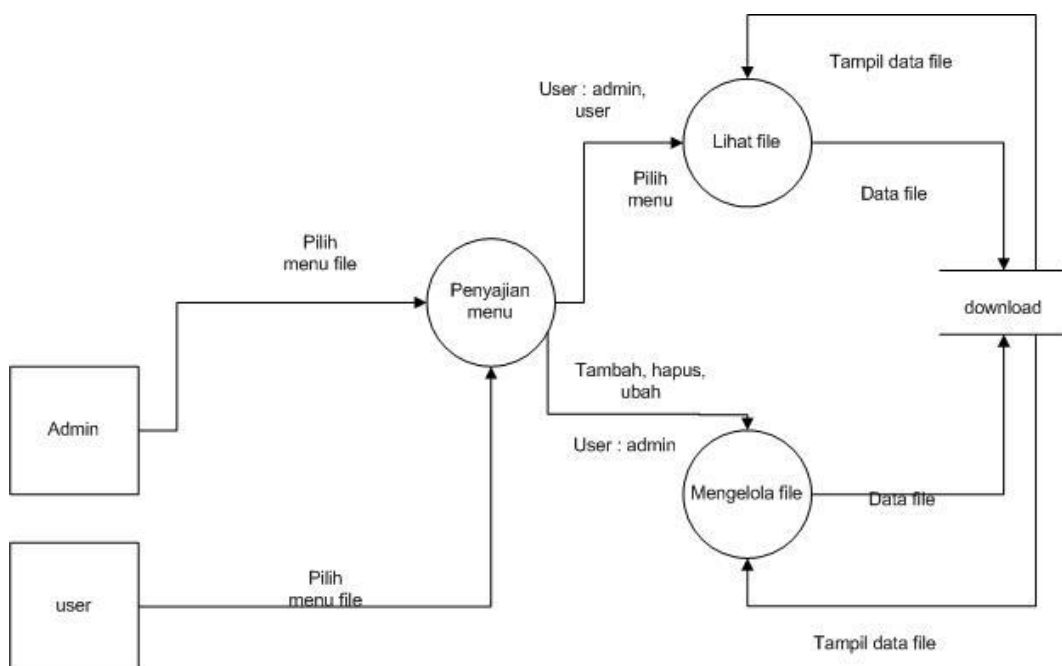 Tampil data file
User : admin,
user
Lihat file
Pilih
menu
Data file
Pilih
menu file
Penyajian
menu
download
Tambah, hapus,
ubah
Admin
User : admin
Mengelola file
Data file
Pilih
menu file
user
Tampil data file